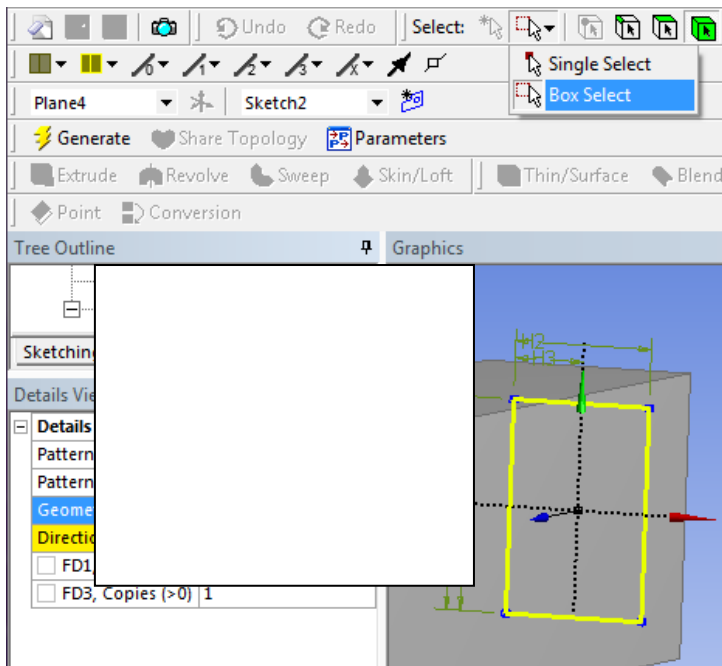 Undo Redo Select:
Single Select
Box Select
Plane4 Sketch2
Generate Share Topology Parameters
Extrude Revolve Sweep Skin/Loft Thin/Surface Blend
Point Conversion
Tree Outline Graphics
Sketching
H2
H3
Details Vie
Details
Pattern
Pattern
Geome
Directio
FD1,
FD3, Copies (>0) 1